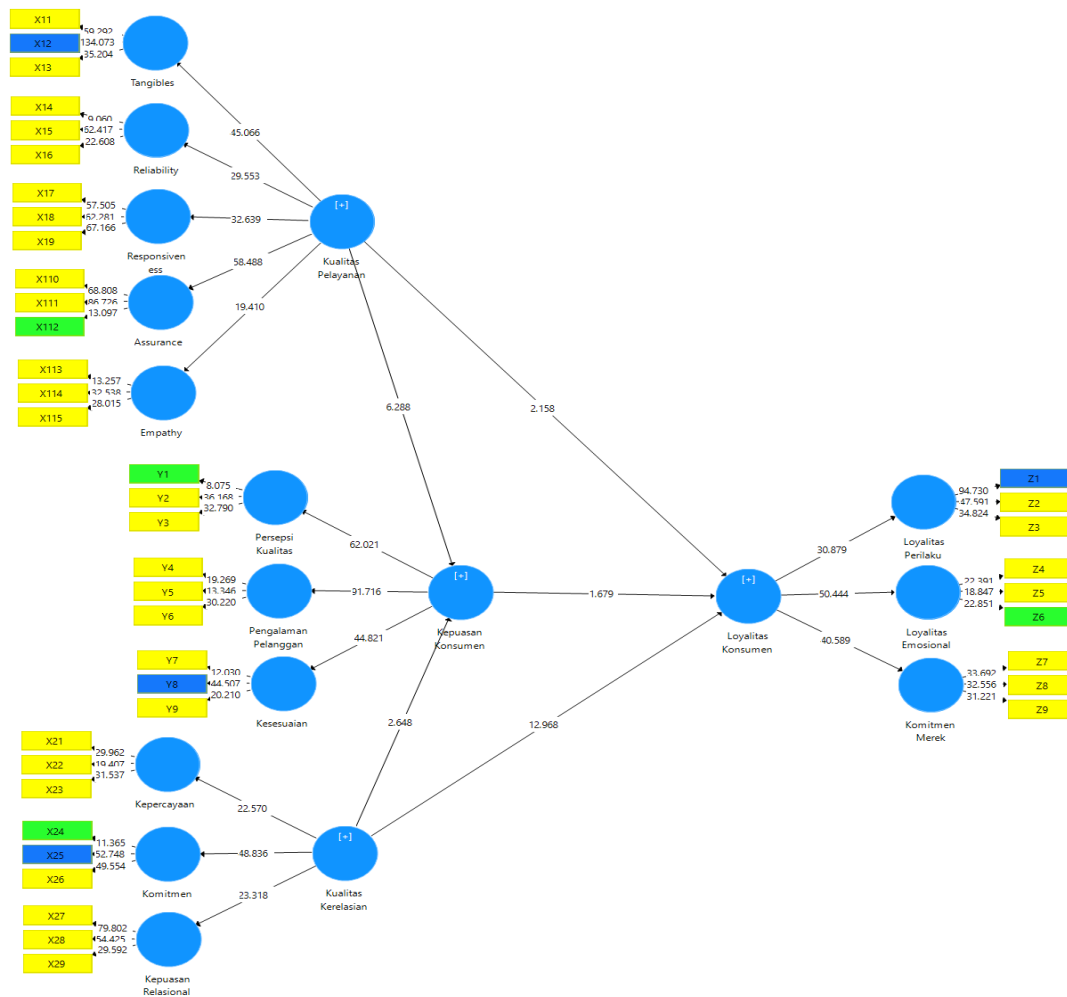 X11
X12
X13
59.292
134.073
35.204
Tangibles
X14
X15
X16
9.060
52.417
22.608
Reliability
X17
X18
X19
57.505
52.281
67.166
Responsiven
ess
X110
X111
X112
68.808
86.726
13.097
Assurance
X113
X114
X115
13.257
32.538
28.015
Empathy
45.066
29.553
32.639
58.488
19.410
[+]
Kualitas
Pelayanan
6.288
2.158
Y1
Y2
Y3
8.075
36.168
32.790
Persepsi
Kualitas
Y4
Y5
Y6
19.269
13.346
30.220
Pengalaman
Pelanggan
Y7
Y8
Y9
12.030
44.507
20.210
Kesesuaian
62.021
91.716
44.821
[+]
Kepuasan
Konsumen
1.679
[+]
Loyalitas
Konsumen
30.879
50.444
40.589
Loyalitas
Perilaku
94.730
47.591
34.824
Z1
Z2
Z3
Loyalitas
Emosional
22.391
18.847
22.851
Z4
Z5
Z6
Komitmen
Merek
33.692
32.556
31.221
Z7
Z8
Z9
2.648
12.968
X21
X22
X23
29.962
19.407
31.537
Kepercayaan
X24
X25
X26
11.365
52.748
49.554
Komitmen
X27
X28
X29
79.802
54.425
29.592
Kepuasan
Relasional
22.570
48.836
23.318
[+]
Kualitas
Kerelasian